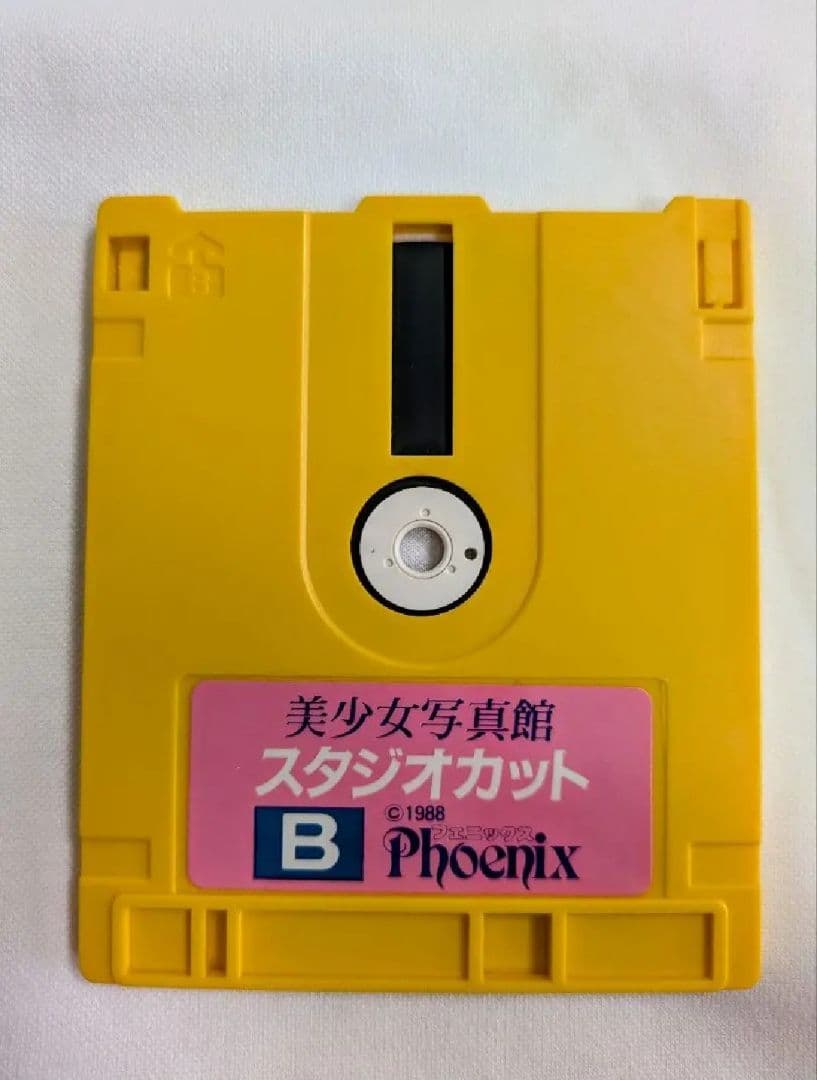 美少女写真館
スタジオカット
B
©1988
フェニックス
Phoenix